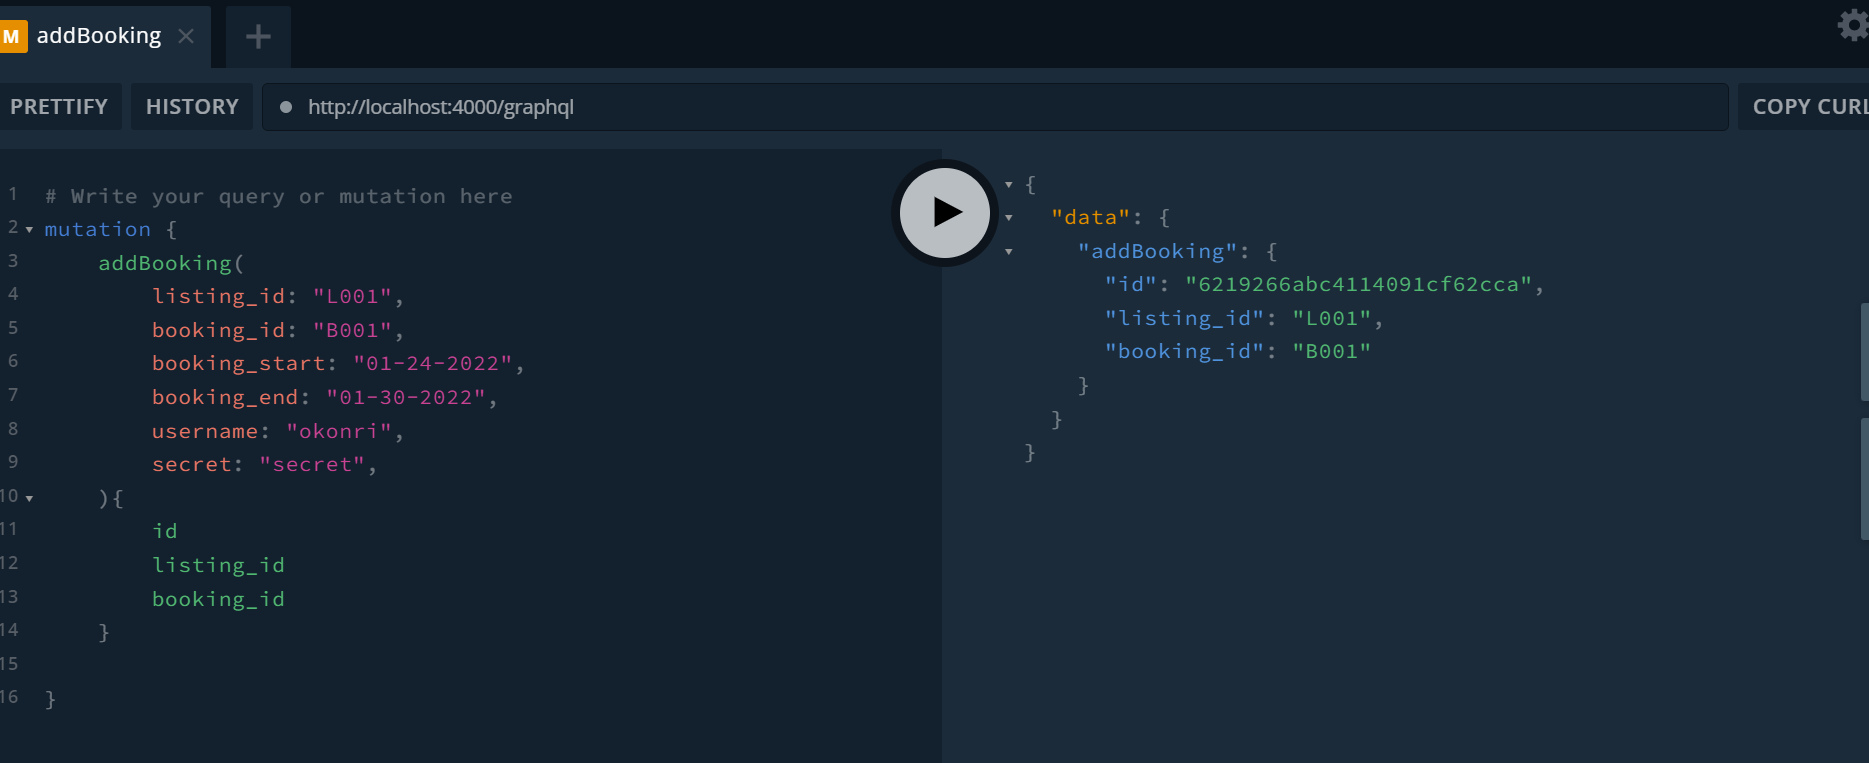 M addBooking
PRETTIFY HISTORY http://localhost:4000/graphql COPY CURL
1 # Write your query or mutation here
2 mutation {
3 addBooking(
4 listing_id: "L001",
5 booking_id: "B001",
6 booking_start: "01-24-2022",
7 booking_end: "01-30-2022",
8 username: "okonri",
9 secret: "secret",
10 ){
11 id
12 listing_id
13 booking_id
14 }
15
16 }
{
"data": {
"addBooking": {
"id": "6219266abc4114091cf62cca",
"listing_id": "L001",
"booking_id": "B001"
}
}
}